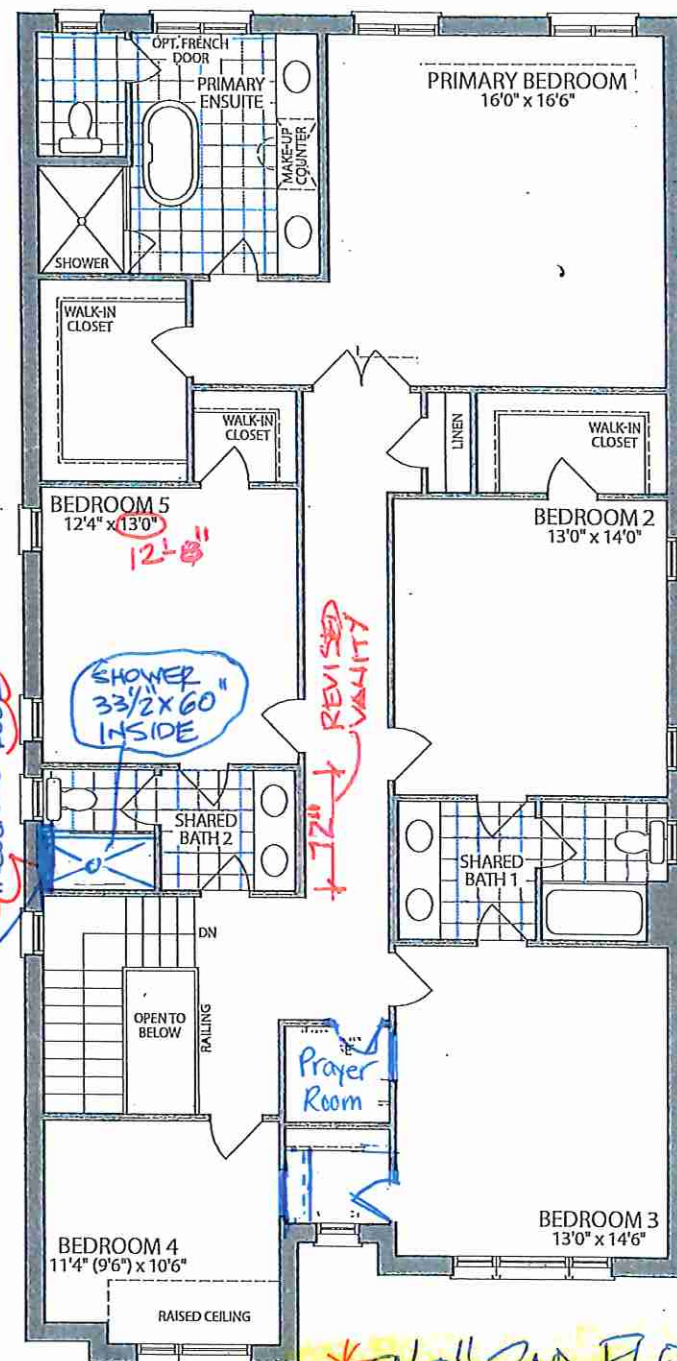 OPT. FRENCH
DOOR
PRIMARY
ENSUITE
MAKE-UP
COUNTER
PRIMARY BEDROOM
16'0" x 16'6"
SHOWER
WALK-IN
CLOSET
WALK-IN
CLOSET
LINEN
WALK-IN
CLOSET
BEDROOM 5
12'4" x 13'0"
12'-8"
BEDROOM 2
13'0" x 14'0"
SHOWER
33½" x 60"
INSIDE
REVISED
VANITY
72"
SHARED
BATH 2
SHARED
BATH 1
DN
OPEN TO
BELOW
RAILING
Prayer
Room
BEDROOM 4
11'4" (9'6") x 10'6"
RAISED CEILING
BEDROOM 3
13'0" x 14'6"